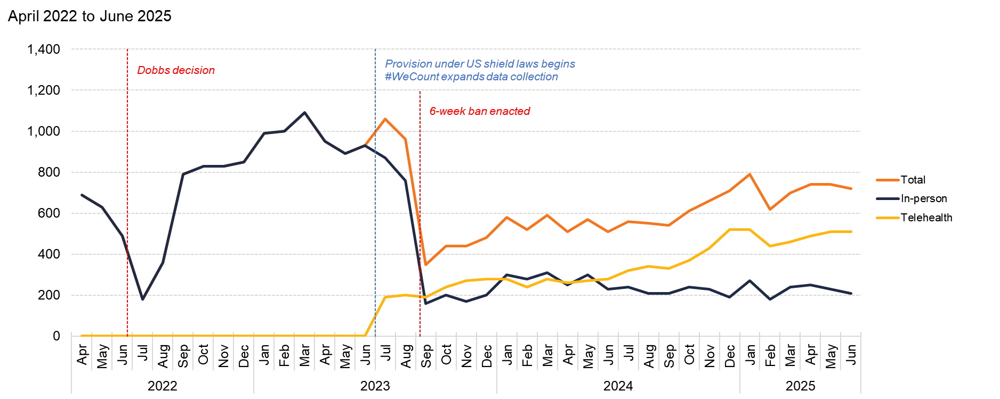 April 2022 to June 2025
1,400
1,200
1,000
800
600
400
200
0
Dobbs decision
Provision under US shield laws begins
#WeCount expands data collection
6-week ban enacted
Total
In-person
Telehealth
Apr May Jun Jul Aug Sep Oct Nov Dec Jan Feb Mar Apr May Jun Jul Aug Sep Oct Nov Dec Jan Feb Mar Apr May Jun Jul Aug Sep Oct Nov Dec Jan Feb Mar Apr May Jun
2022 2023 2024 2025